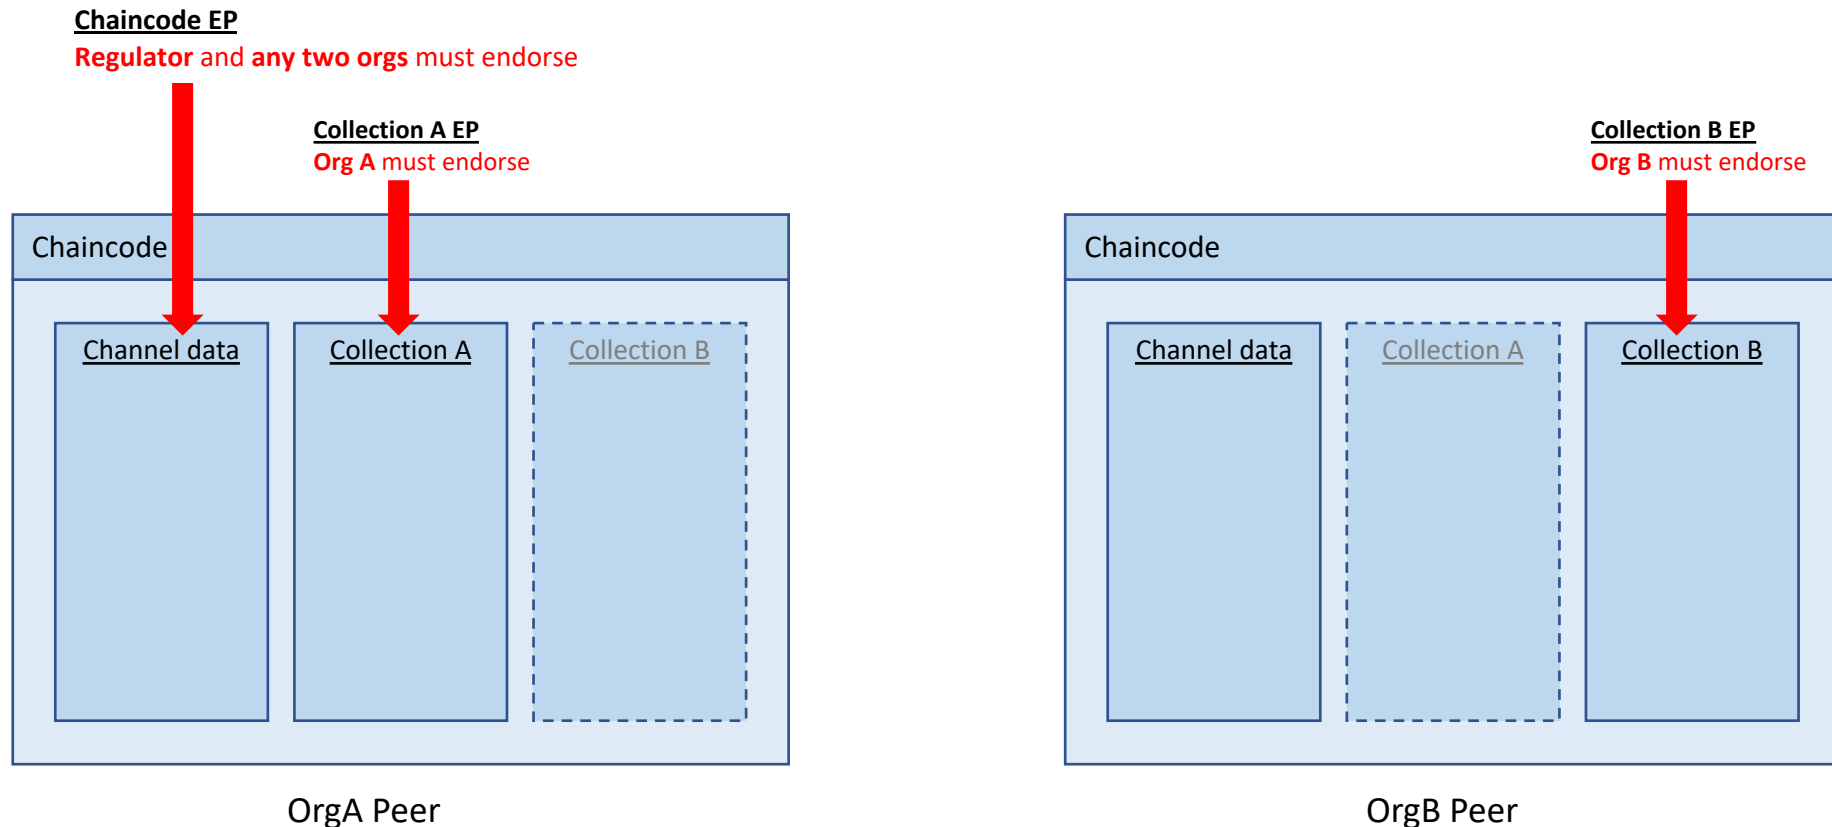 Chaincode EP
Regulator and any two orgs must endorse
Collection A EP
Org A must endorse
Collection B EP
Org B must endorse
Chaincode
Channel data
Collection A
Collection B
OrgA Peer
Chaincode
Channel data
Collection A
Collection B
OrgB Peer